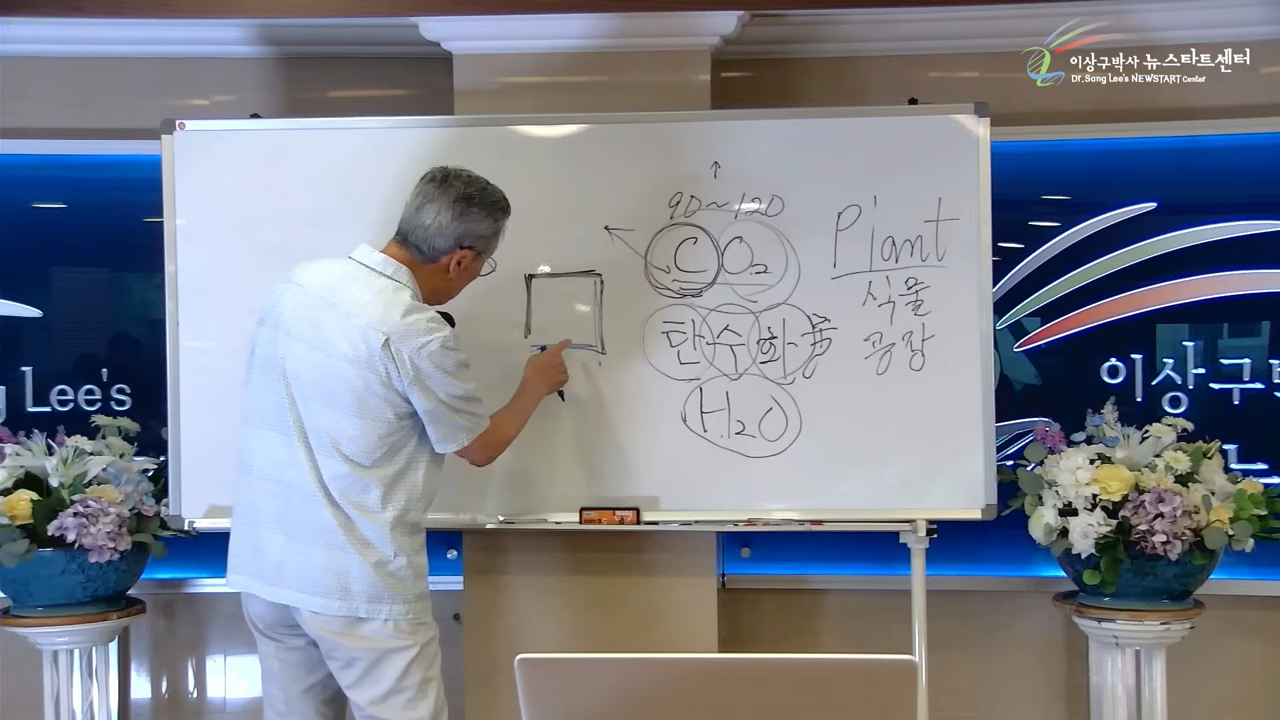 이상구박사 뉴스타트센터
Dr. Sang Lee's NEWSTART Center
↑
90~120
CO₂
탄수화물
H₂O
Plant
식물
공장
Lee's
이상구